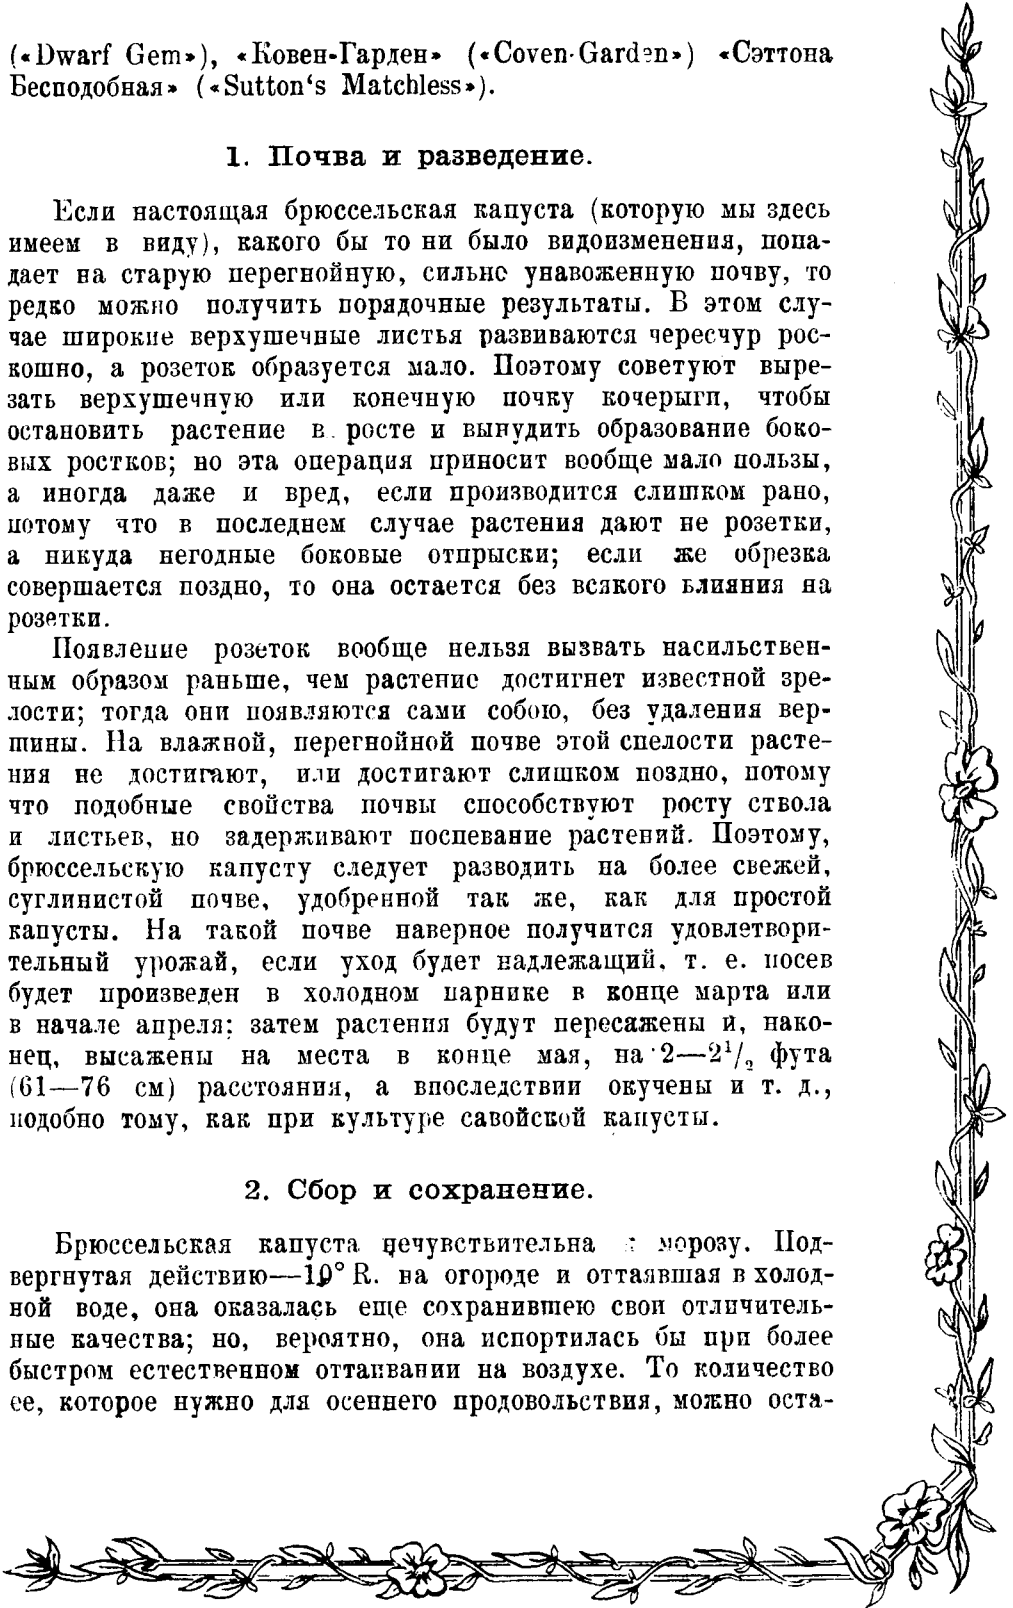 («Dwarf Gem»), «Ковен-Гарден» («Coven-Garden») «Сэттона
Бесподобная» («Sutton‘s Matchless»).
1. Почва и разведение.
Если настоящая брюссельская капуста (которую мы здесь
имеем в виду), какого бы то ни было видоизменения, попа-
дает на старую перегнойную, сильно унавоженную почву, то
редко можно получить порядочные результаты. В этом слу-
чае широкие верхушечные листья развиваются чересчур рос-
кошно, а розеток образуется мало. Поэтому советуют выре-
зать верхушечную или конечную почку кочерыги, чтобы
остановить растение в росте и вынудить образование боко-
вых ростков; но эта операция приносит вообще мало пользы,
а иногда даже и вред, если производится слишком рано,
потому что в последнем случае растения дают не розетки,
а никуда негодные боковые отпрыски; если же обрезка
совершается поздно, то она остается без всякого влияния на
розетки.
Появление розеток вообще нельзя вызвать насильствен-
ным образом раньше, чем растение достигнет известной зре-
лости; тогда они появляются сами собою, без удаления вер-
шины. На влажной, перегнойной почве этой спелости расте-
ния не достигают, или достигают слишком поздно, потому
что подобные свойства почвы способствуют росту ствола
и листьев, но задерживают поспевание растений. Поэтому,
брюссельскую капусту следует разводить на более свежей,
суглинистой почве, удобренной так же, как для простой
капусты. На такой почве наверное получится удовлетвори-
тельный урожай, если уход будет надлежащий, т. е. посев
будет произведен в холодном парнике в конце марта или
в начале апреля; затем растения будут пересажены и, нако-
нец, высажены на места в конце мая, на 2—2¹/₂ фута
(61—76 см) расстояния, а впоследствии окучены и т. д.,
подобно тому, как при культуре савойской капусты.
2. Сбор и сохранение.
Брюссельская капуста нечувствительна морозу. Под-
вергнутая действию—10° R. на огороде и оттаявшая в холод-
ной воде, она оказалась еще сохранившею свои отличитель-
ные качества; но, вероятно, она испортилась бы при более
быстром естественном оттаивании на воздухе. То количество
ее, которое нужно для осеннего продовольствия, можно оста-